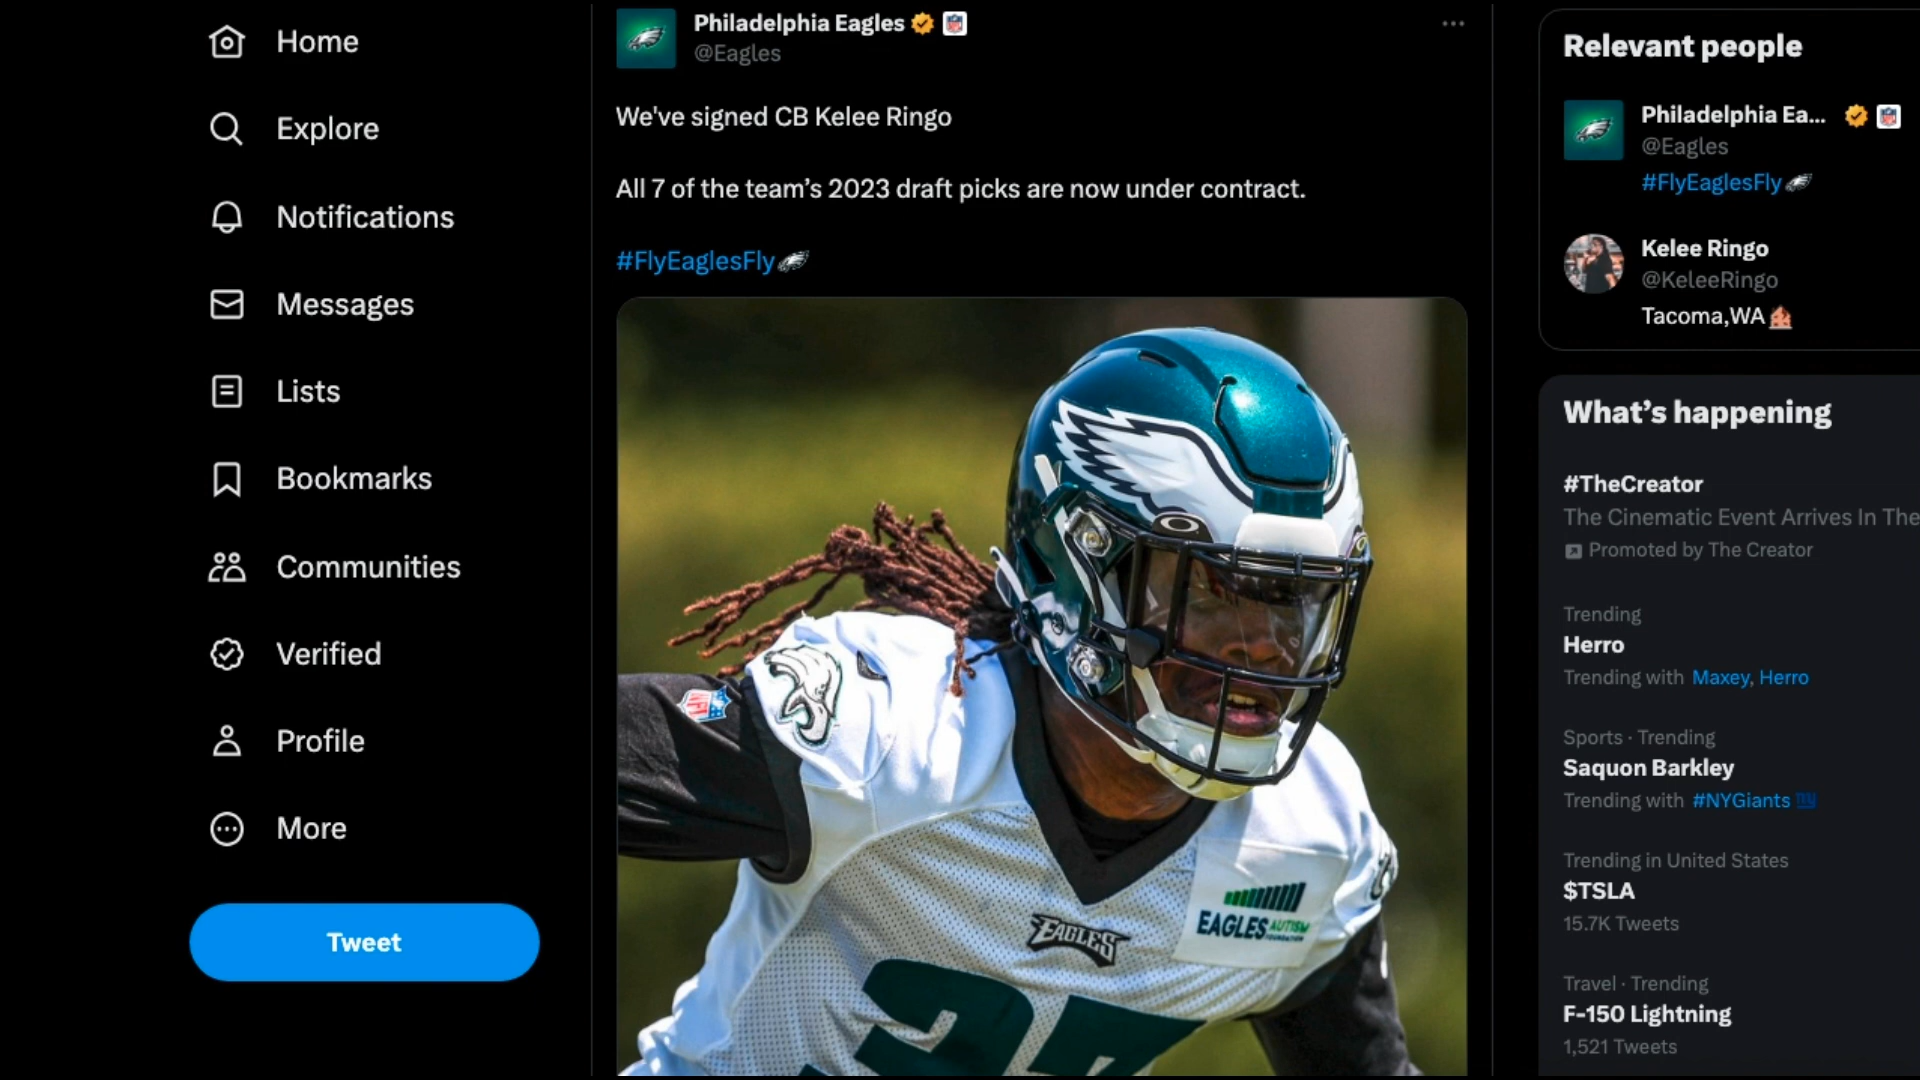 Home
Explore
Notifications
Messages
Lists
Bookmarks
Communities
Verified
Profile
More
Tweet
Philadelphia Eagles
@Eagles
We've signed CB Kelee Ringo
All 7 of the team's 2023 draft picks are now under contract.
#FlyEaglesFly
NFL
EAGLES
EAGLES AUTISM
FOUNDATION
Relevant people
Philadelphia Ea...
@Eagles
#FlyEaglesFly
Kelee Ringo
@KeleeRingo
Tacoma,WA
What's happening
#TheCreator
The Cinematic Event Arrives In The
Promoted by The Creator
Trending
Herro
Trending with Maxey, Herro
Sports · Trending
Saquon Barkley
Trending with #NYGiants
Trending in United States
$TSLA
15.7K Tweets
Travel · Trending
F-150 Lightning
1,521 Tweets